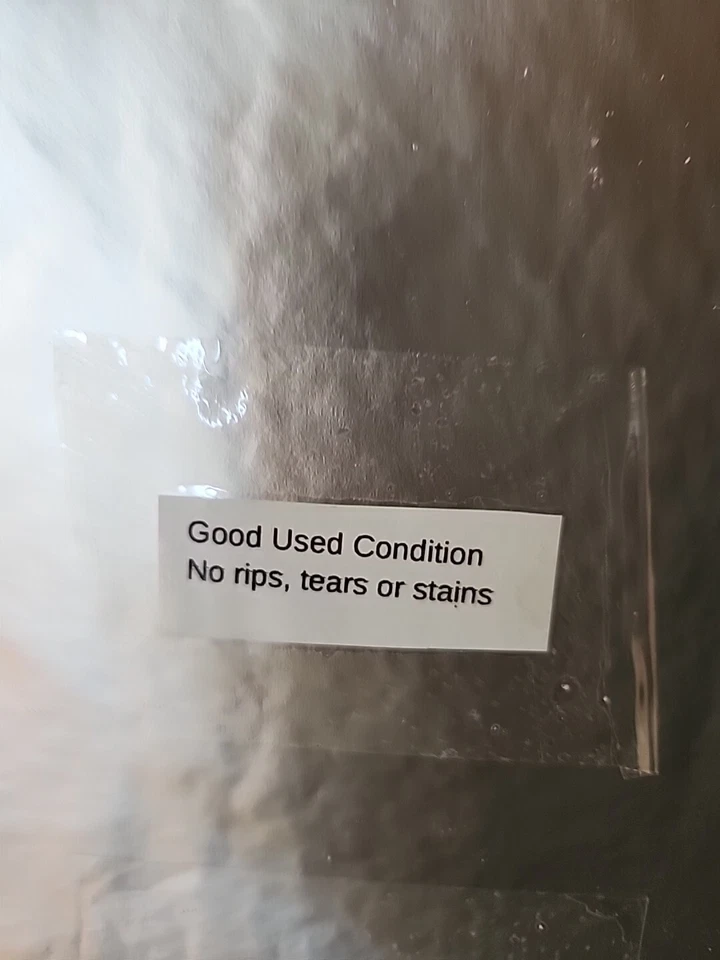 Good Used Condition
No rips, tears or stains